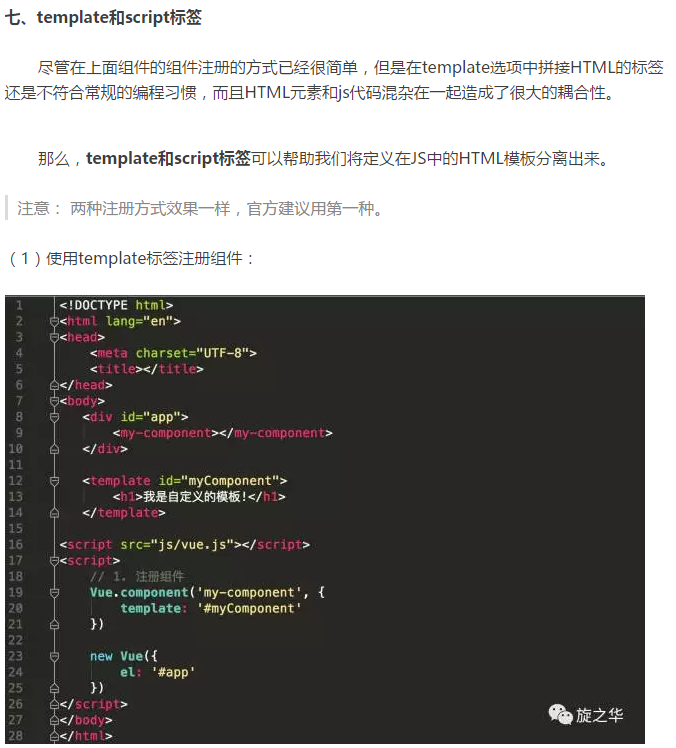 七、template和script标签
尽管在上面组件的组件注册的方式已经很简单，但是在template选项中拼接HTML的标签
还是不符合常规的编程习惯，而且HTML元素和js代码混杂在一起造成了很大的耦合性。
那么，template和script标签可以帮助我们将定义在JS中的HTML模板分离出来。
注意： 两种注册方式效果一样，官方建议用第一种。
（1）使用template标签注册组件：
1 <!DOCTYPE html>
2 <html lang="en">
3 <head>
4 <meta charset="UTF-8">
5 <title></title>
6 </head>
7 <body>
8 <div id="app">
9 <my-component></my-component>
10 </div>
11
12 <template id="myComponent">
13 <h1>我是自定义的模板!</h1>
14 </template>
15
16 <script src="js/vue.js"></script>
17 <script>
18 // 1. 注册组件
19 Vue.component('my-component', {
20 template: '#myComponent'
21 })
22
23 new Vue({
24 el: '#app'
25 })
26 </script>
27 </body>
28 </html>
旋之华